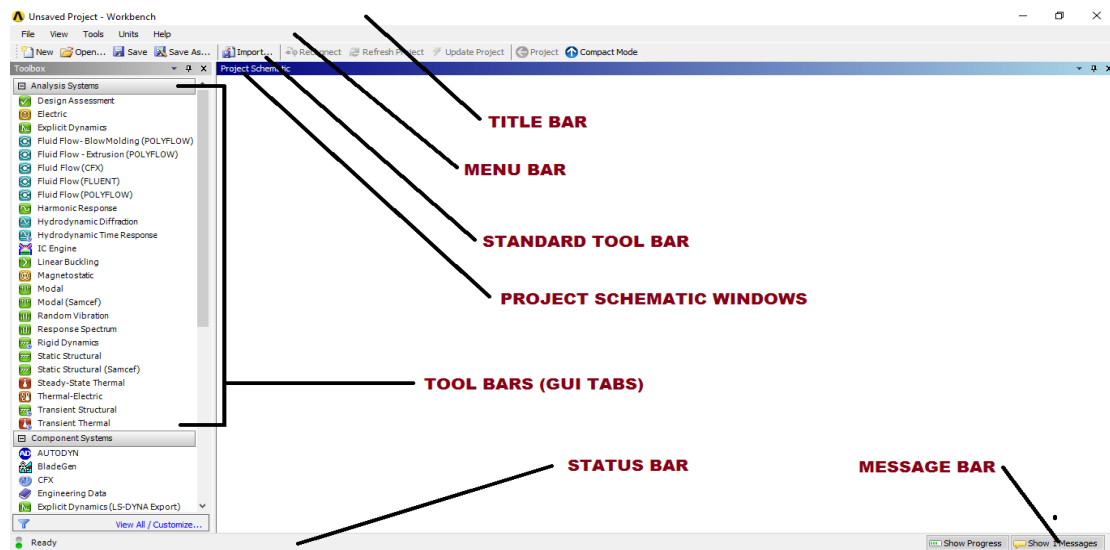 Unsaved Project - Workbench
File View Tools Units Help
New Open... Save Save As... Import... Reconnect Refresh Project Update Project Project Compact Mode
Toolbox
Project Schematic
Analysis Systems
Design Assessment
Electric
Explicit Dynamics
Fluid Flow- BlowMolding (POLYFLOW)
Fluid Flow - Extrusion (POLYFLOW)
Fluid Flow (CFX)
Fluid Flow (FLUENT)
Fluid Flow (POLYFLOW)
Harmonic Response
Hydrodynamic Diffraction
Hydrodynamic Time Response
IC Engine
Linear Buckling
Magnetostatic
Modal
Modal (Samcef)
Random Vibration
Response Spectrum
Rigid Dynamics
Static Structural
Static Structural (Samcef)
Steady-State Thermal
Thermal-Electric
Transient Structural
Transient Thermal
Component Systems
AUTODYN
BladeGen
CFX
Engineering Data
Explicit Dynamics (LS-DYNA Export)
View All / Customize...
TITLE BAR
MENU BAR
STANDARD TOOL BAR
PROJECT SCHEMATIC WINDOWS
TOOL BARS (GUI TABS)
STATUS BAR
MESSAGE BAR
Ready
Show Progress
Show 1 Messages